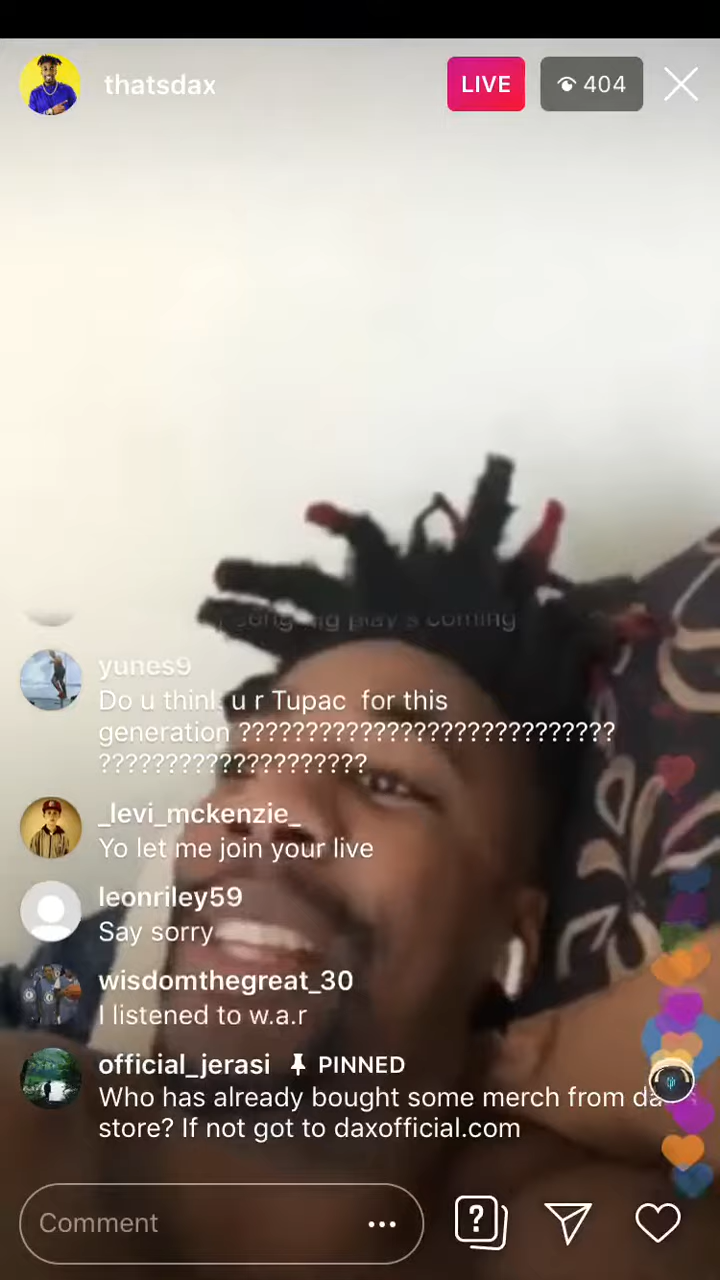 thatsdax
LIVE
404
play's coming
yunes9
Do u think u r Tupac for this
generation ????????????????????????????
????????????????????
_levi_mckenzie_
Yo let me join your live
leonriley59
Say sorry
wisdomthegreat_30
I listened to w.a.r
official_jerasi PINNED
Who has already bought some merch from
store? If not got to daxofficial.com
Comment
?